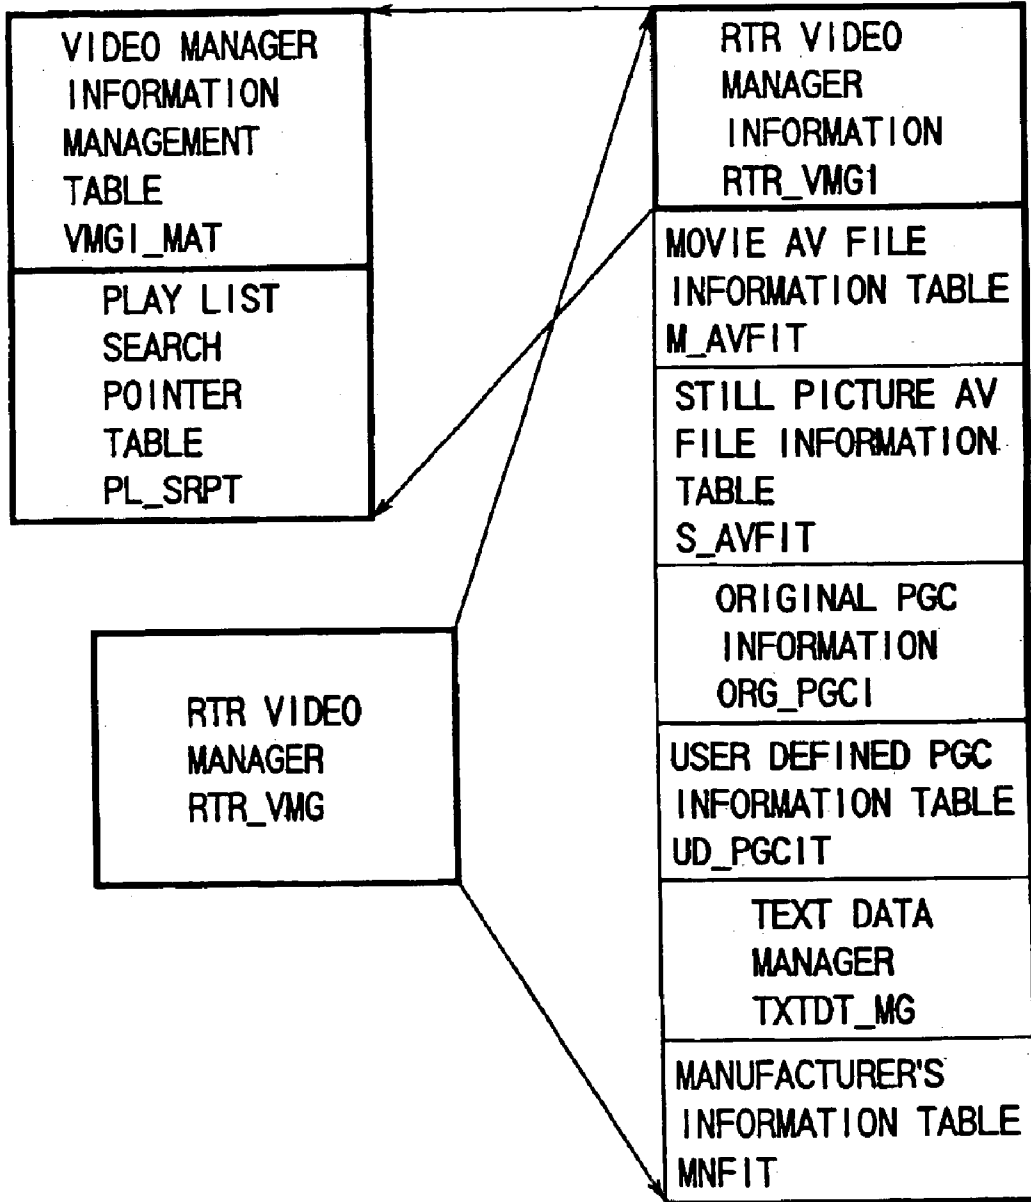 VIDEO MANAGER
INFORMATION
MANAGEMENT
TABLE
VMGI_MAT
PLAY LIST
SEARCH
POINTER
TABLE
PL_SRPT
RTR VIDEO
MANAGER
RTR_VMG
RTR VIDEO
MANAGER
INFORMATION
RTR_VMG1
MOVIE AV FILE
INFORMATION TABLE
M_AVFIT
STILL PICTURE AV
FILE INFORMATION
TABLE
S_AVFIT
ORIGINAL PGC
INFORMATION
ORG_PGCI
USER DEFINED PGC
INFORMATION TABLE
UD_PGCIT
TEXT DATA
MANAGER
TXTDT_MG
MANUFACTURER'S
INFORMATION TABLE
MNFIT